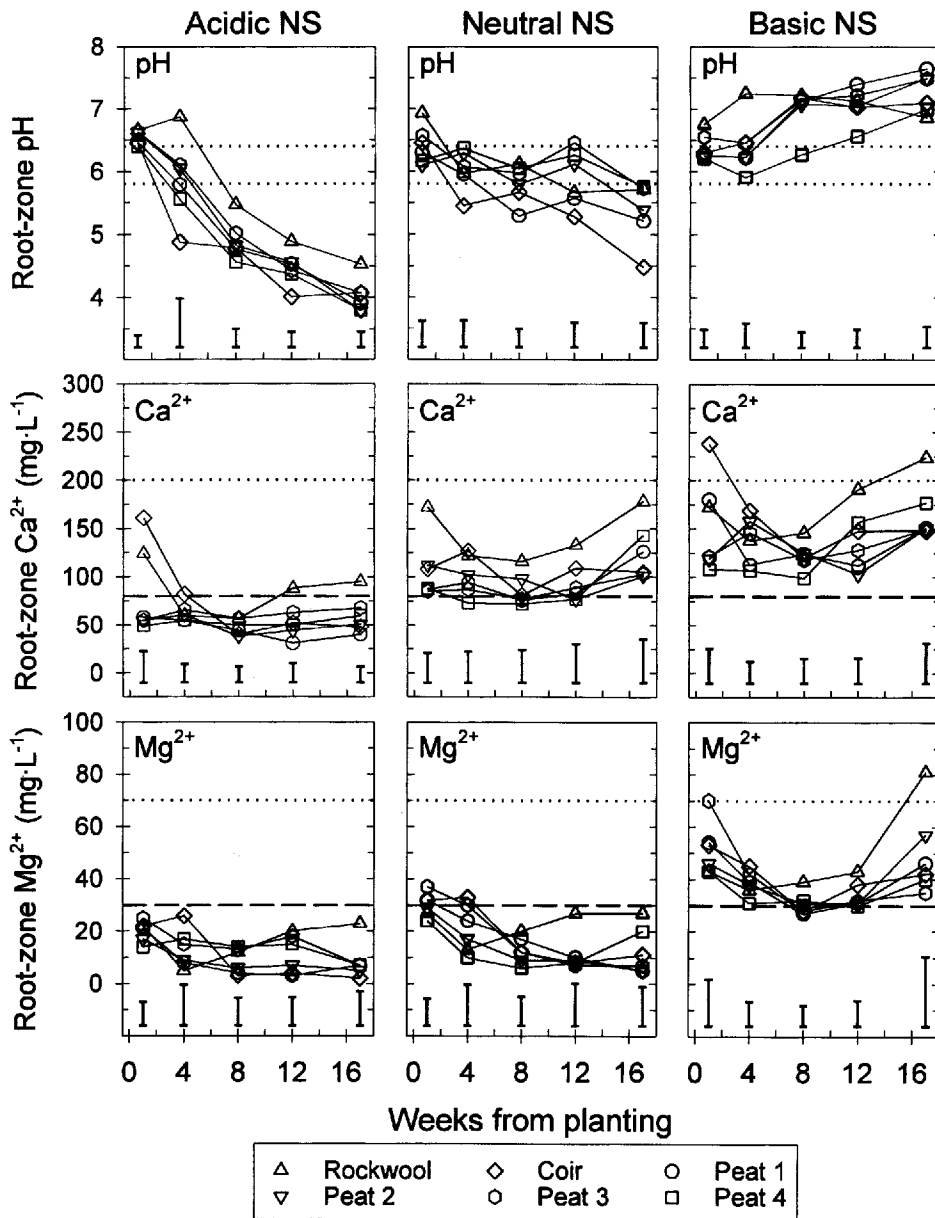 Acidic NS Neutral NS Basic NS
pH pH pH
Root-zone pH
8
7
6
5
4
Ca²⁺ Ca²⁺ Ca²⁺
Root-zone Ca²⁺ (mg·L⁻¹)
300
250
200
150
100
50
0
Mg²⁺ Mg²⁺ Mg²⁺
Root-zone Mg²⁺ (mg·L⁻¹)
100
80
60
40
20
0
0 4 8 12 16 0 4 8 12 16 0 4 8 12 16
Weeks from planting
Rockwool Coir Peat 1
Peat 2 Peat 3 Peat 4